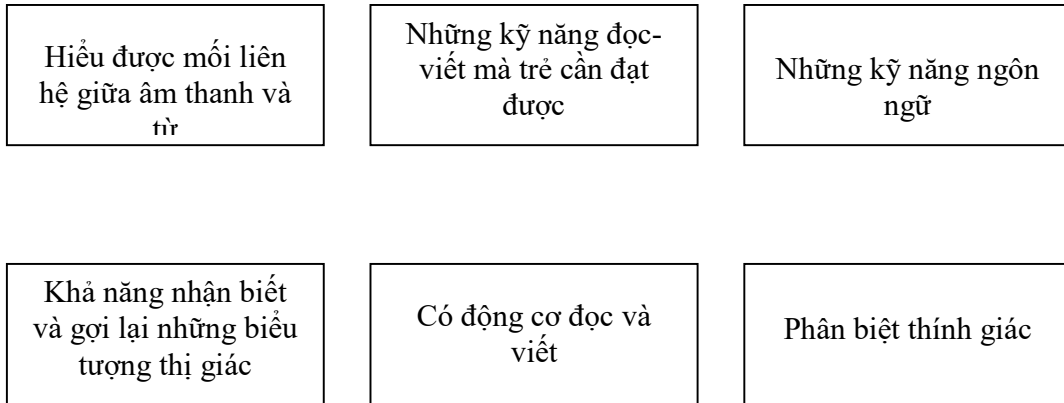 Hiểu được mối liên
hệ giữa âm thanh và
từ
Những kỹ năng đọc-
viết mà trẻ cần đạt
được
Những kỹ năng ngôn
ngữ
Khả năng nhận biết
và gợi lại những biểu
tượng thị giác
Có động cơ đọc và
viết
Phân biệt thính giác